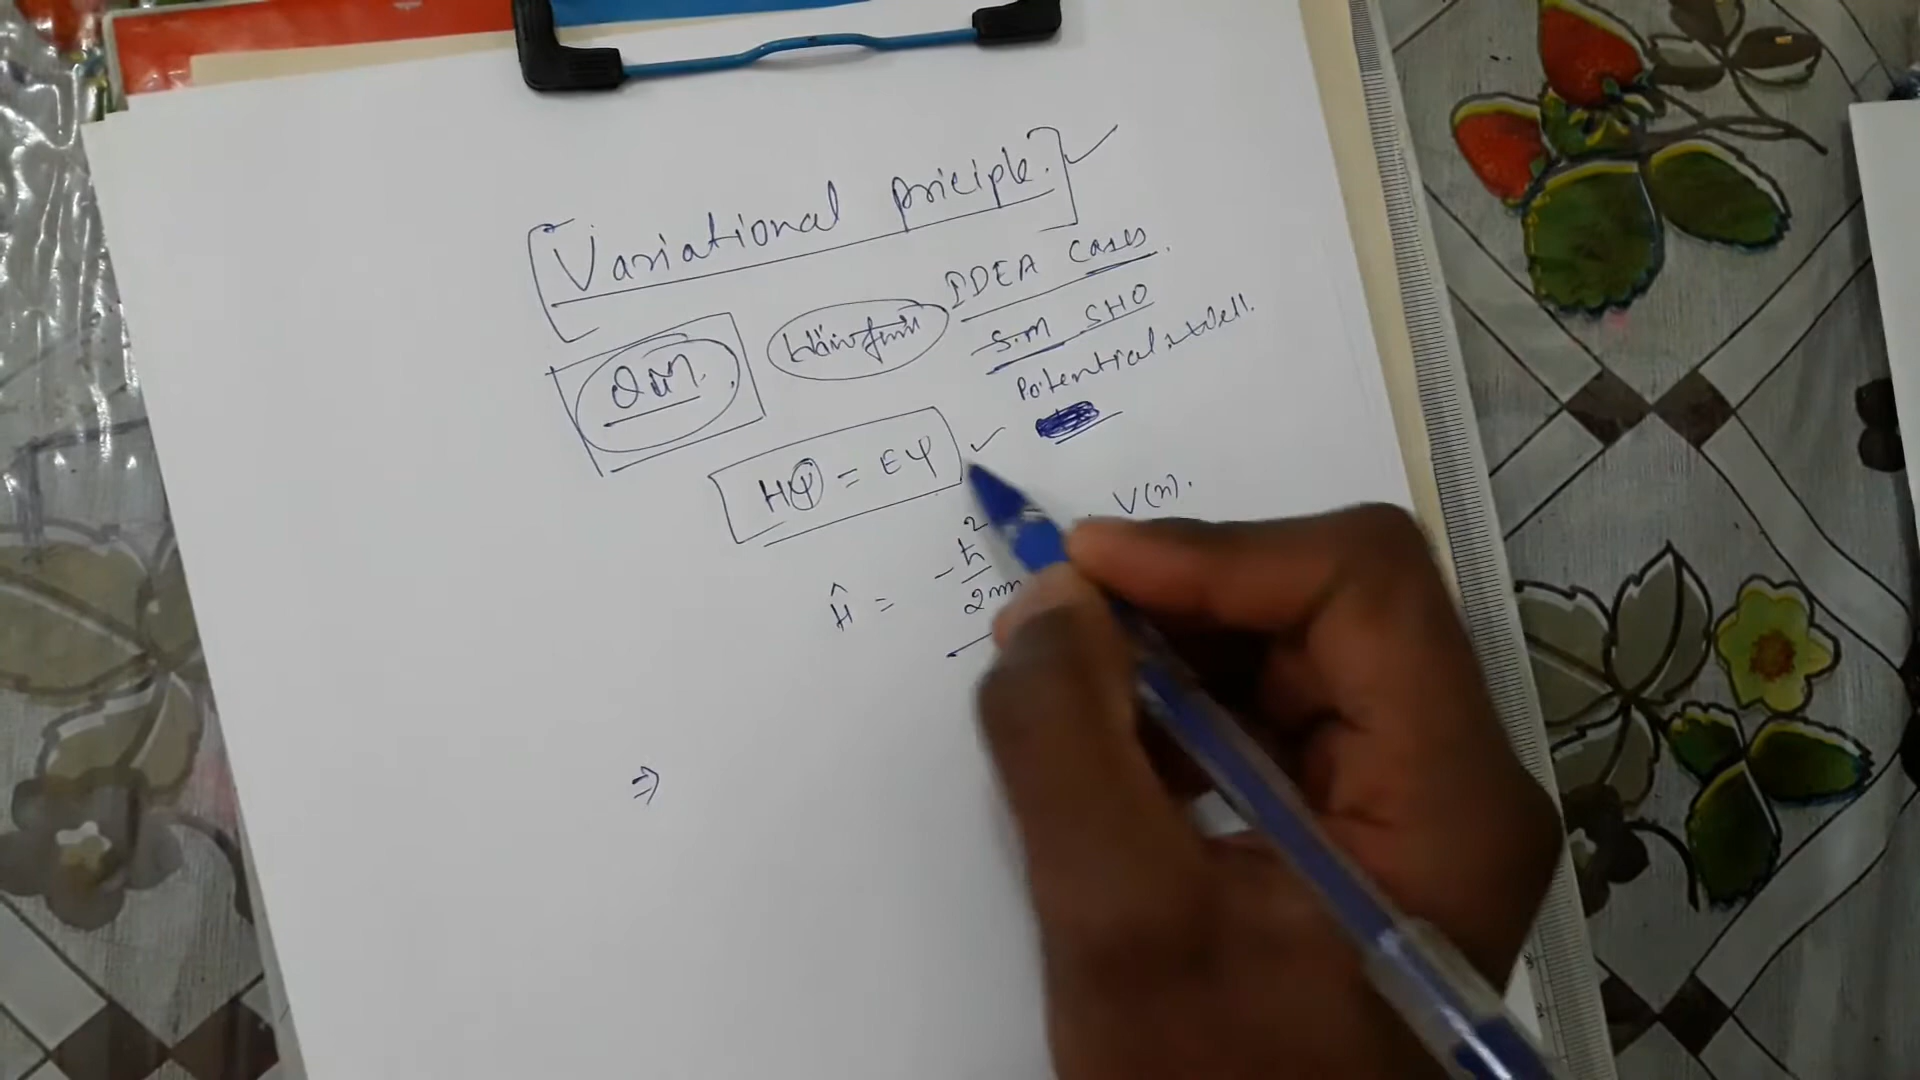 Variational priciple.
IDEA Cases.
S.M SHO
Potential well.
Q.M.
Hψ = Eψ
V(x).
Ĥ = -ħ²/2m
⇒